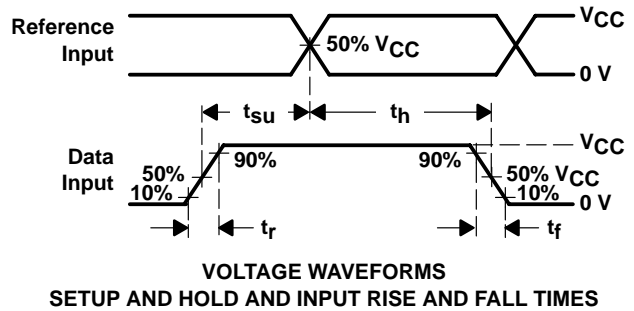 Reference
Input
VCC
50% VCC
0 V
tsu
th
Data
Input
VCC
50%
10%
90%
90%
50% VCC
10%
0 V
tr
tf
VOLTAGE WAVEFORMS
SETUP AND HOLD AND INPUT RISE AND FALL TIMES